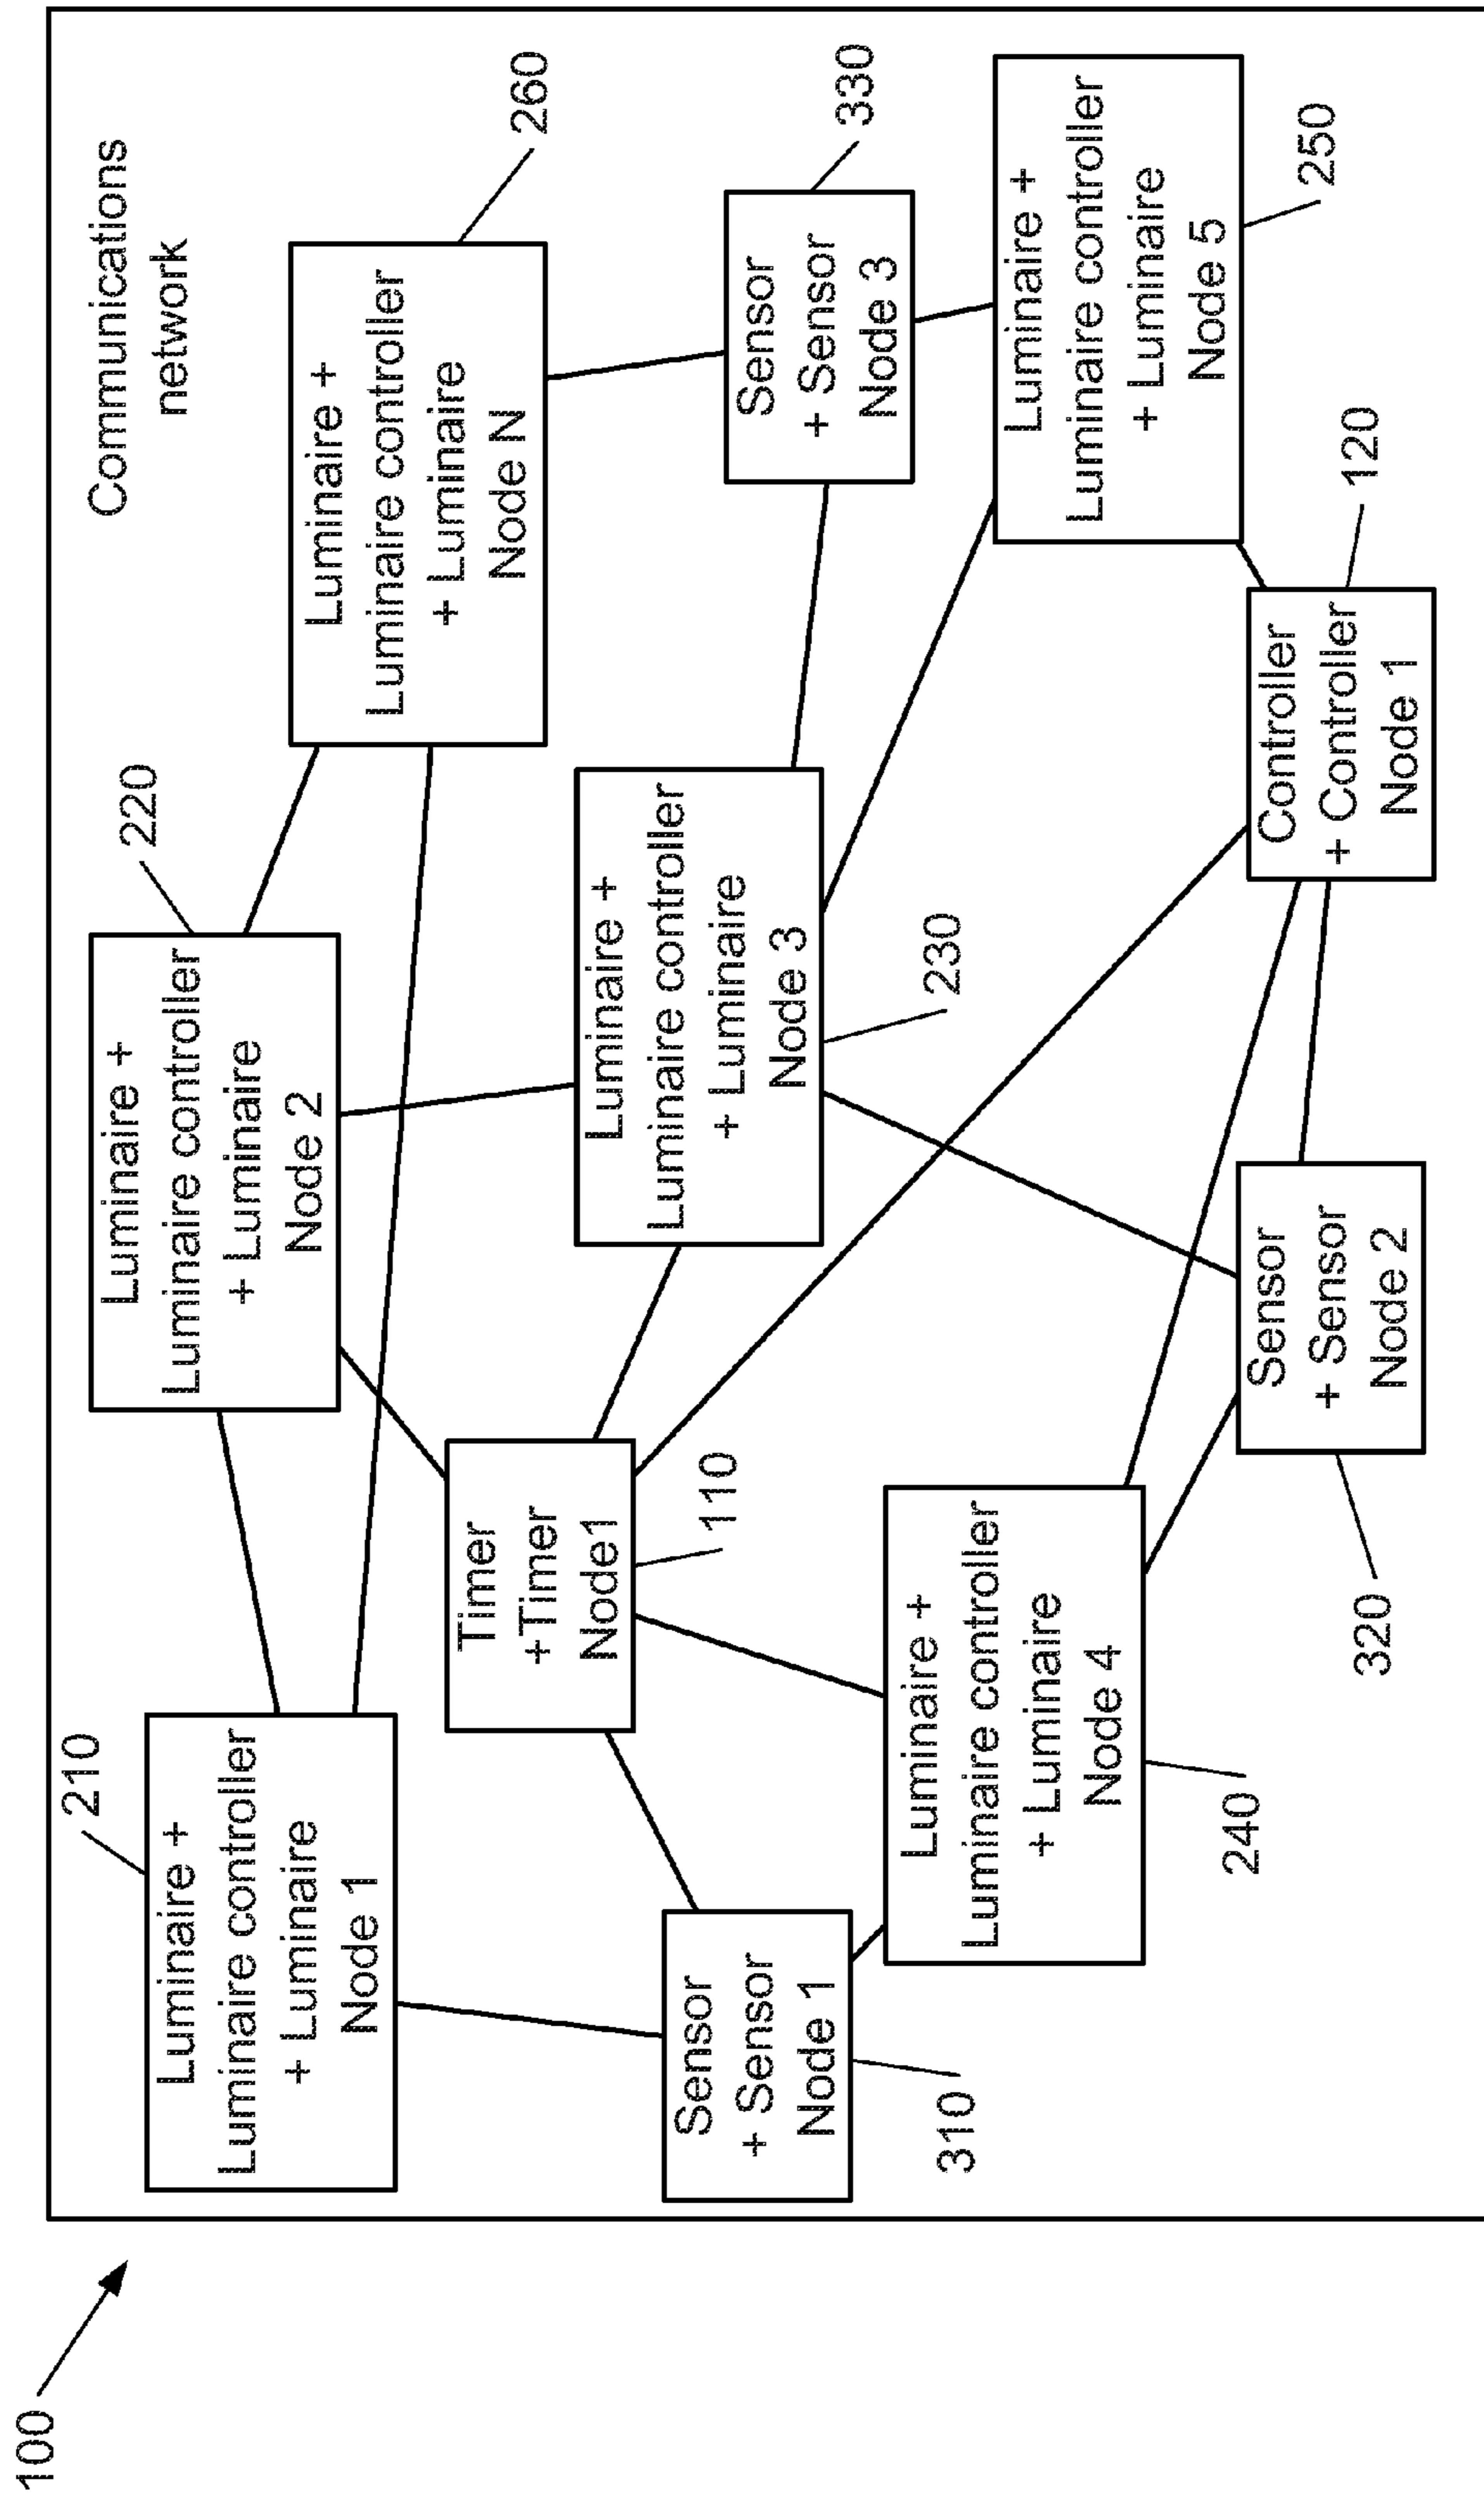 100
Communications
network
210
Luminaire +
Luminaire controller
+ Luminaire
Node 1
220
Luminaire +
Luminaire controller
+ Luminaire
Node 2
260
Luminaire +
Luminaire controller
+ Luminaire
Node N
Timer
+Timer
Node1
110
Luminaire +
Luminaire controller
+ Luminaire
Node 3
230
Sensor
+ Sensor
Node 3
330
Sensor
+ Sensor
Node 1
310
Luminaire +
Luminaire controller
+ Luminaire
Node 4
240
Sensor
+ Sensor
Node 2
320
Controller
+ Controller
Node 1
120
Luminaire +
Luminaire controller
+ Luminaire
Node 5
250